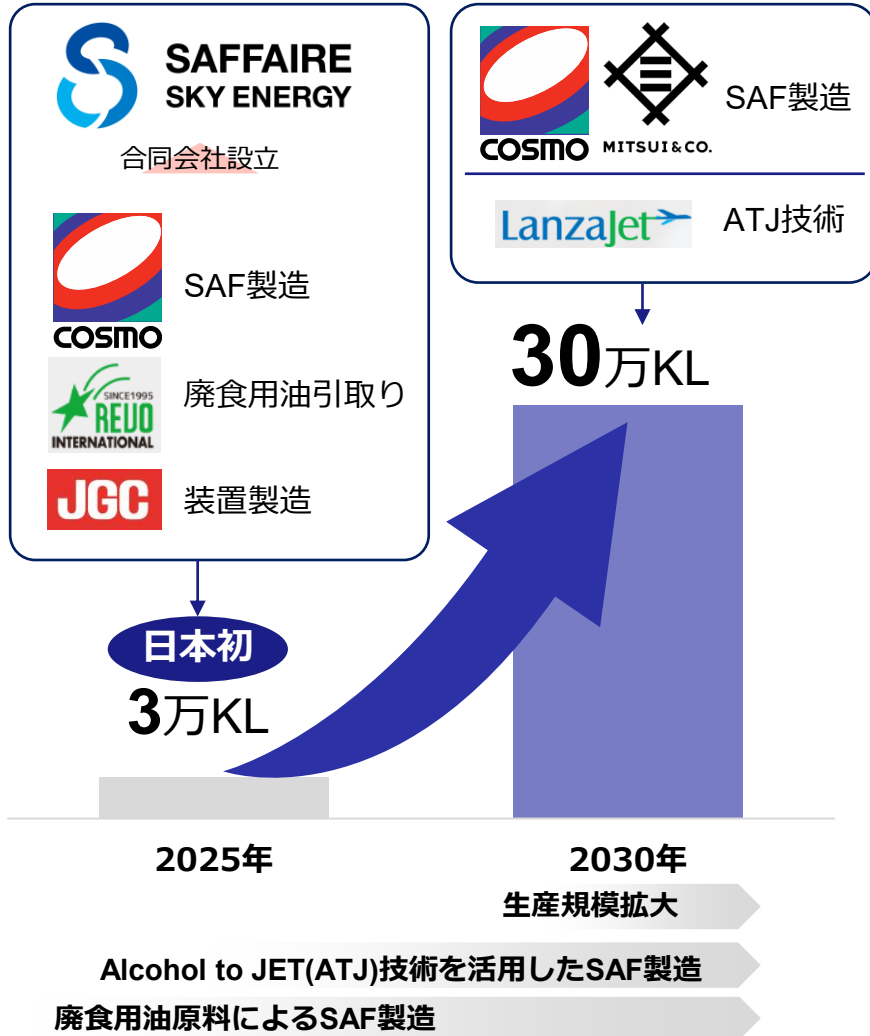 SAFFAIRE
SKY ENERGY
合同会社設立
COSMO
SAF製造
SINCE1995
REVO
INTERNATIONAL
廃食用油引取り
JGC
装置製造
日本初
3万KL
COSMO
MITSUI&CO.
SAF製造
LanzaJet
ATJ技術
30万KL
2025年
2030年
生産規模拡大
Alcohol to JET(ATJ)技術を活用したSAF製造
廃食用油原料によるSAF製造